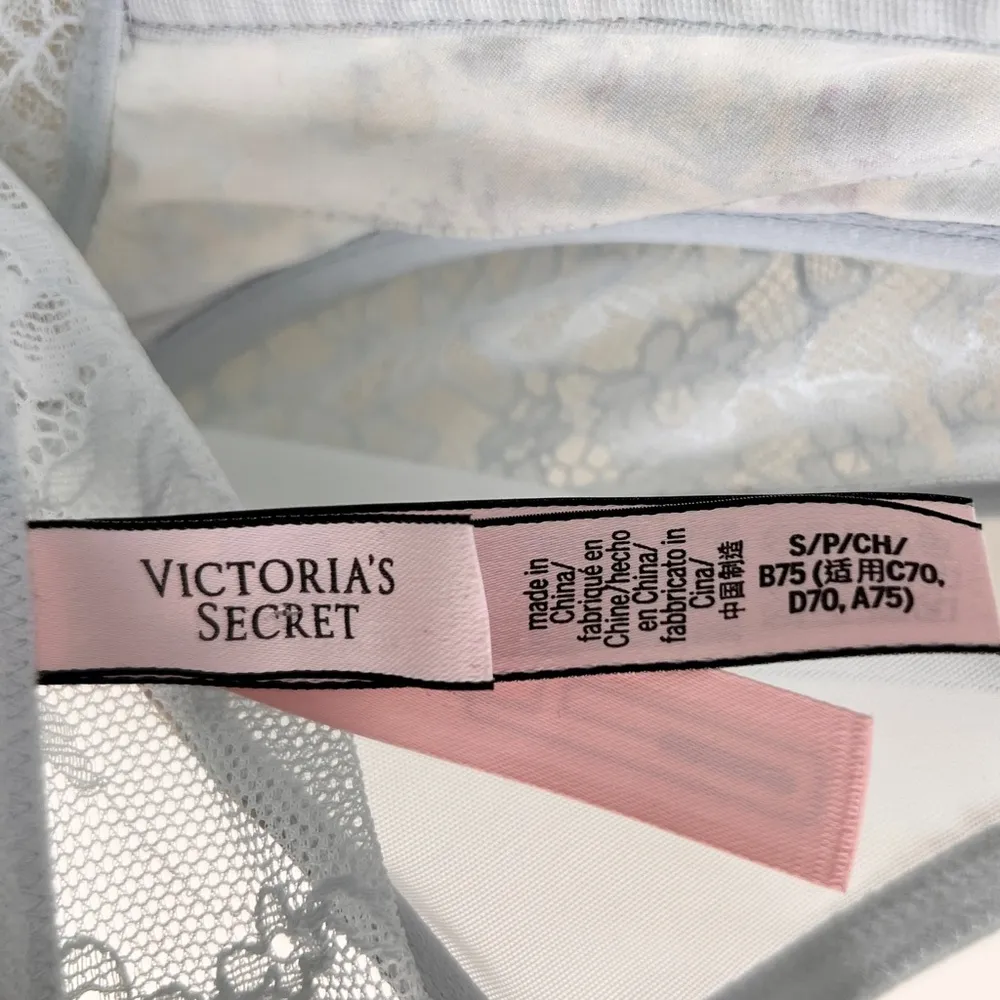 VICTORIA'S
SECRET
made in
China/
fabriqué en
Chine/hecho
en China/
fabbricato in
Cina/
中国制造
S/P/CH/
B75 (适用C70,
D70, A75)